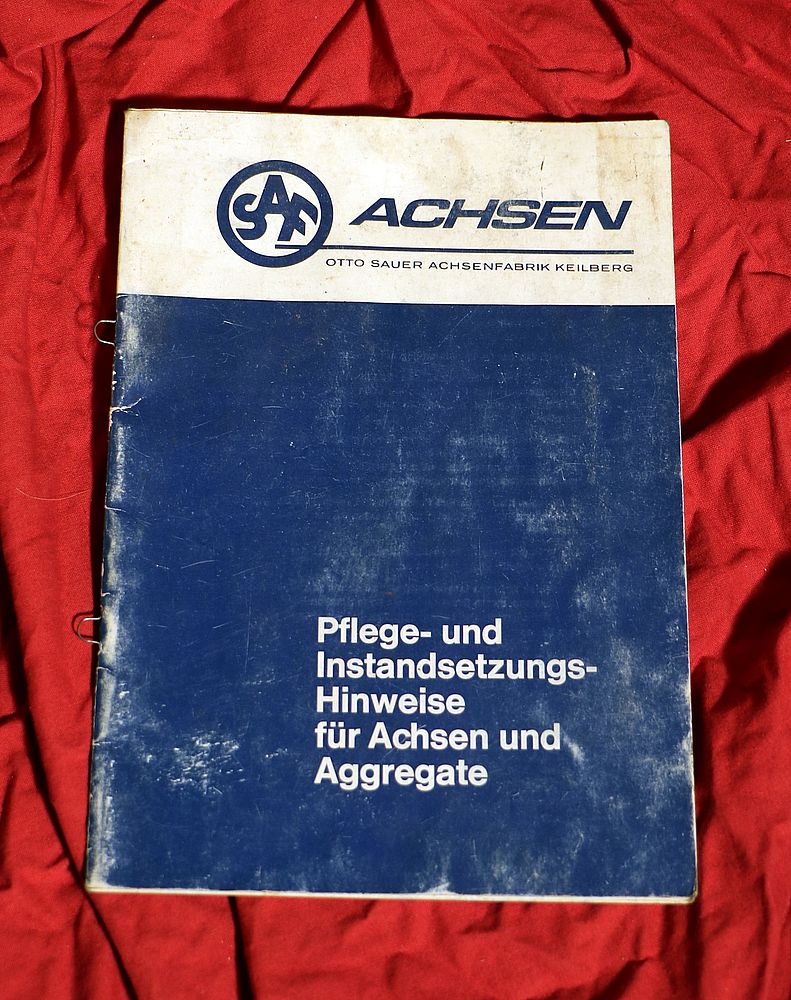 SAF ACHSEN
OTTO SAUER ACHSENFABRIK KEILBERG
Pflege- und
Instandsetzungs-
Hinweise
für Achsen und
Aggregate